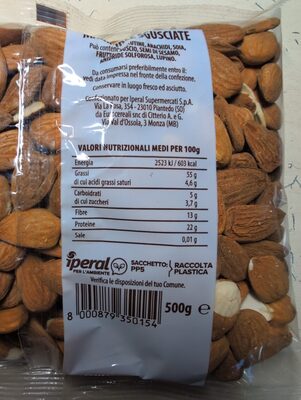 SGUSCIATE
Può contenere GLUTINE, ARACHIDI, SOIA,
GUSCIO, SEMI DI SESAMO,
ANIDRIDE SOLFOROSA, LUPINO.
Da consumarsi preferibilmente entro il:
vedi data impressa nel fronte della confezione.
Conservare in luogo fresco ed asciutto.
Confezionato per Iperal Supermercati S.p.A.
Via La Rosa, 354 - 23010 Piantedo (SO)
da Eurocereali snc di Citterio A. e G.
Via Val d'Ossola, 3 Monza (MB)
VALORI NUTRIZIONALI MEDI PER 100g
Energia 2523 kJ / 603 kcal
Grassi 55 g
di cui acidi grassi saturi 4,6 g
Carboidrati 5 g
di cui zuccheri 3,7 g
Fibre 13 g
Proteine 22 g
Sale 0,01 g
iperal
PER L'AMBIENTE
SACCHETTO: PP5
RACCOLTA PLASTICA
Verifica le disposizioni del tuo Comune.
500g e
8 000879 350154